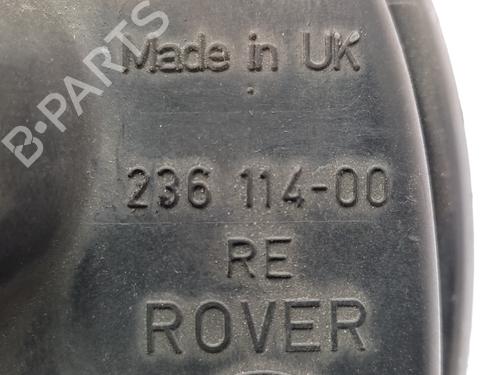 Made in UK
B-PARTS
236 114-00
RE
ROVER